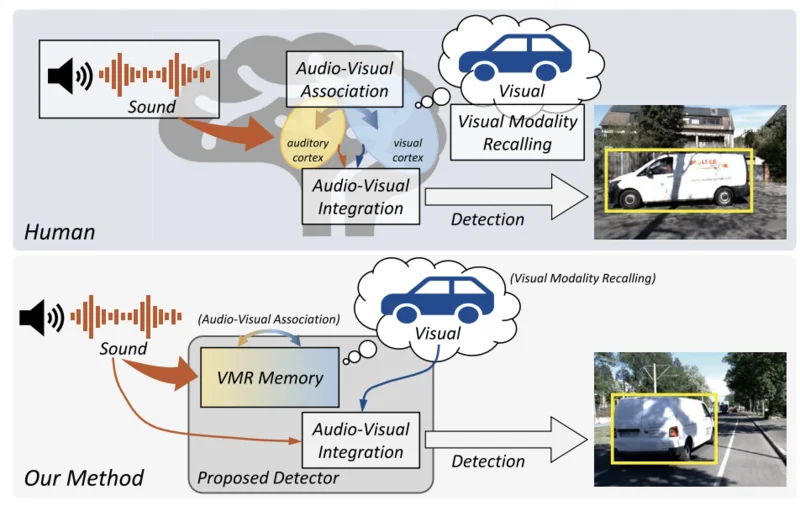 Sound
Audio-Visual
Association
Visual
Visual Modality
Recalling
auditory
cortex
visual
cortex
Audio-Visual
Integration
Detection
Human
Sound
(Audio-Visual Association)
(Visual Modality Recalling)
Visual
VMR Memory
Audio-Visual
Integration
Proposed Detector
Detection
Our Method